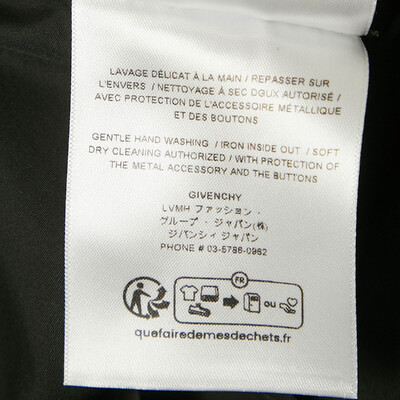 LAVAGE DÉLICAT À LA MAIN / REPASSER SUR
L'ENVERS / NETTOYAGE À SEC DOUX AUTORISÉ /
AVEC PROTECTION DE L'ACCESSOIRE MÉTALLIQUE
ET DES BOUTONS
GENTLE HAND WASHING / IRON INSIDE OUT / SOFT
DRY CLEANING AUTHORIZED / WITH PROTECTION OF
THE METAL ACCESSORY AND THE BUTTONS
GIVENCHY
LVMH ファッション・
グループ・ジャパン(株)
ジバンシィ ジャパン
PHONE # 03-5786-0962
FR
OU
quefairedemesdechets.fr